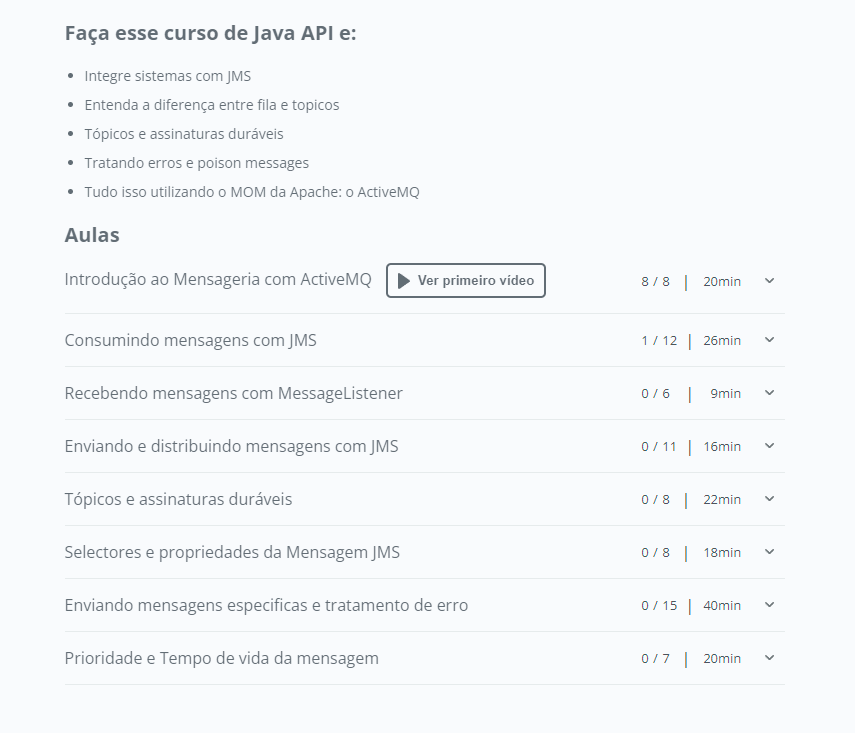 Faça esse curso de Java API e:
Integre sistemas com JMS
Entenda a diferença entre fila e topicos
Tópicos e assinaturas duráveis
Tratando erros e poison messages
Tudo isso utilizando o MOM da Apache: o ActiveMQ
Aulas
Introdução ao Mensageria com ActiveMQ Ver primeiro vídeo 8 / 8 | 20min
Consumindo mensagens com JMS 1 / 12 | 26min
Recebendo mensagens com MessageListener 0 / 6 | 9min
Enviando e distribuindo mensagens com JMS 0 / 11 | 16min
Tópicos e assinaturas duráveis 0 / 8 | 22min
Selectores e propriedades da Mensagem JMS 0 / 8 | 18min
Enviando mensagens especificas e tratamento de erro 0 / 15 | 40min
Prioridade e Tempo de vida da mensagem 0 / 7 | 20min